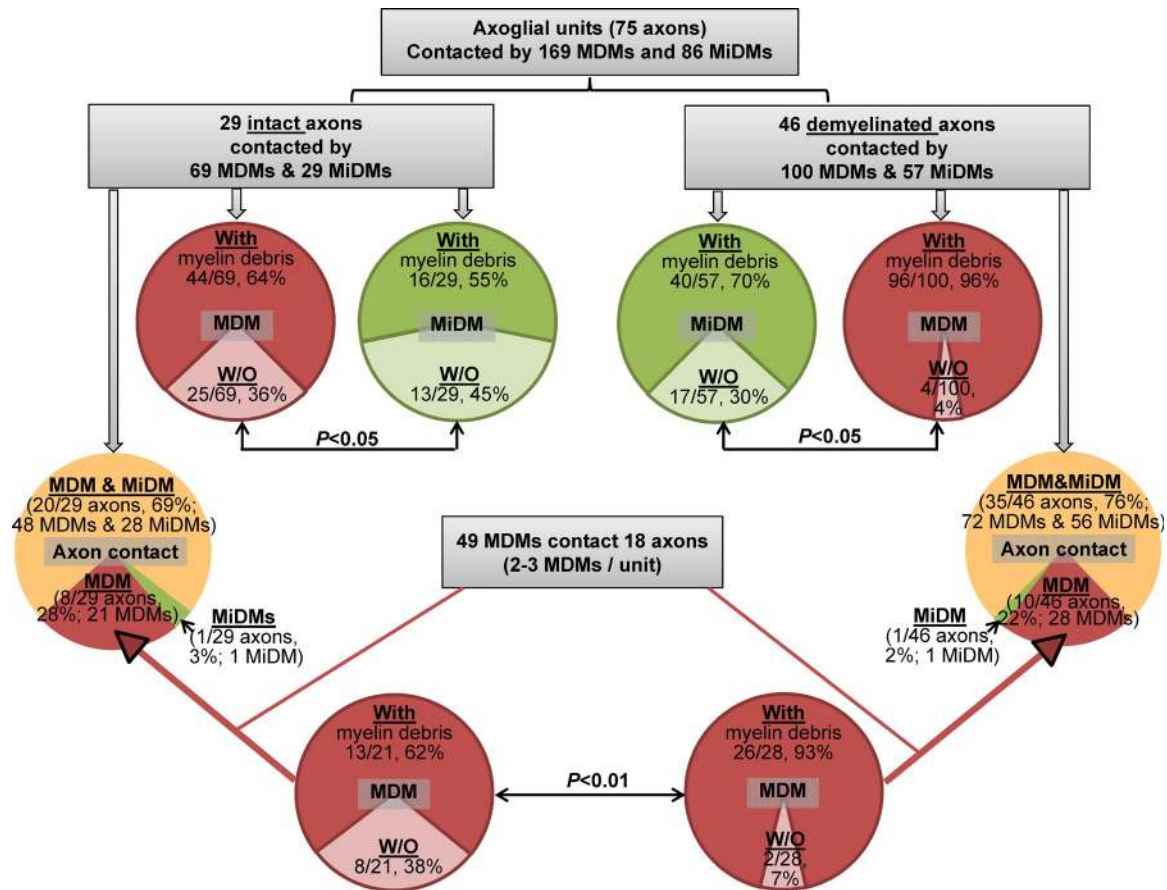 Axoglial units (75 axons)
Contacted by 169 MDMs and 86 MiDMs
29 intact axons
contacted by
69 MDMs & 29 MiDMs
46 demyelinated axons
contacted by
100 MDMs & 57 MiDMs
With
myelin debris
44/69, 64%
MDM
W/O
25/69, 36%
With
myelin debris
16/29, 55%
MiDM
W/O
13/29, 45%
P<0.05
With
myelin debris
40/57, 70%
MiDM
W/O
17/57, 30%
With
myelin debris
96/100, 96%
MDM
W/O
4/100,
4%
P<0.05
MDM & MiDM
(20/29 axons, 69%;
48 MDMs & 28 MiDMs)
Axon contact
MDM
(8/29 axons,
28%; 21 MDMs)
MiDMs
(1/29 axons,
3%; 1 MiDM)
49 MDMs contact 18 axons
(2-3 MDMs / unit)
MDM&MiDM
(35/46 axons, 76%;
72 MDMs & 56 MiDMs)
Axon contact
MDM
(10/46 axons,
22%; 28 MDMs)
MiDM
(1/46 axons,
2%; 1 MiDM)
With
myelin debris
13/21, 62%
MDM
W/O
8/21, 38%
P<0.01
With
myelin debris
26/28, 93%
MDM
W/O
2/28,
7%